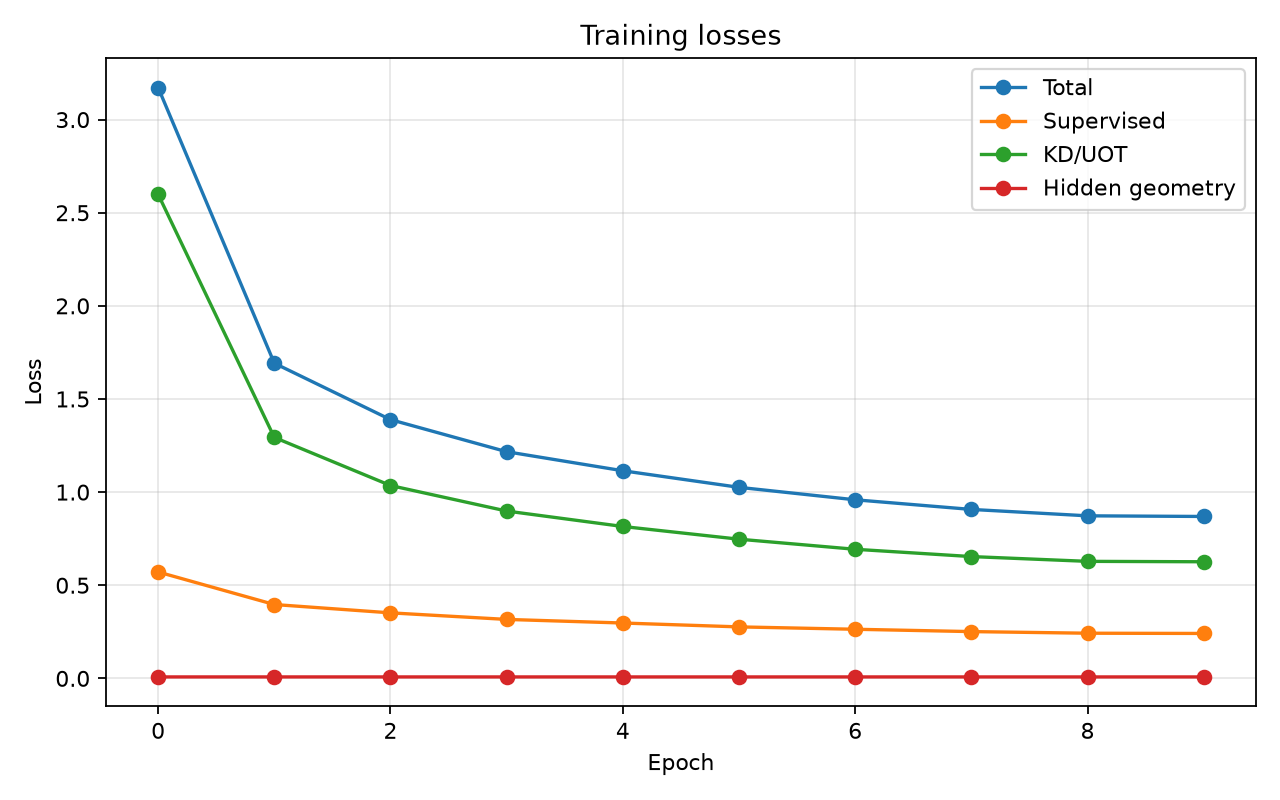 Training losses
Total
Supervised
KD/UOT
Hidden geometry
3.0
2.5
2.0
1.5
1.0
0.5
0.0
Loss
0 2 4 6 8
Epoch